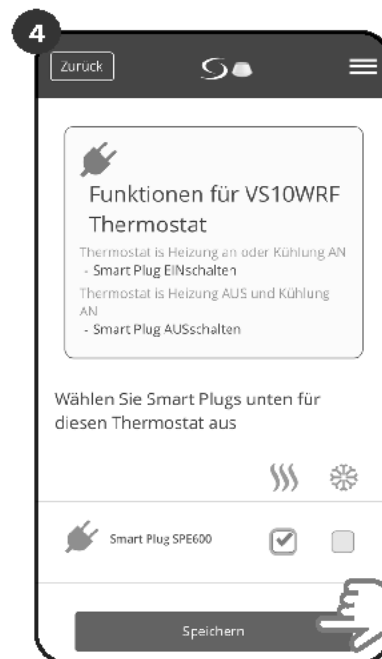 4
Zurück
Funktionen für VS10WRF
Thermostat
Thermostat is Heizung an oder Kühlung AN
- Smart Plug EINschalten
Thermostat is Heizung AUS und Kühlung
AN
- Smart Plug AUSschalten
Wählen Sie Smart Plugs unten für
diesen Thermostat aus
Smart Plug SPE600
Speichern